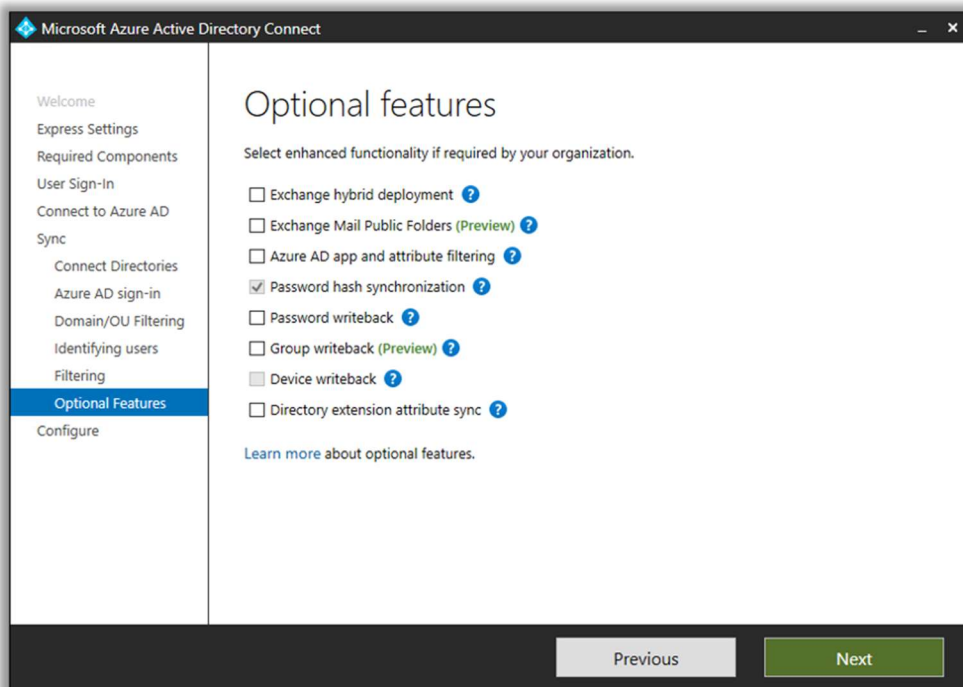 Microsoft Azure Active Directory Connect
Welcome
Express Settings
Required Components
User Sign-In
Connect to Azure AD
Sync
Connect Directories
Azure AD sign-in
Domain/OU Filtering
Identifying users
Filtering
Optional Features
Configure
Optional features
Select enhanced functionality if required by your organization.
Exchange hybrid deployment ?
Exchange Mail Public Folders (Preview) ?
Azure AD app and attribute filtering ?
Password hash synchronization ?
Password writeback ?
Group writeback (Preview) ?
Device writeback ?
Directory extension attribute sync ?
Learn more about optional features.
Previous
Next